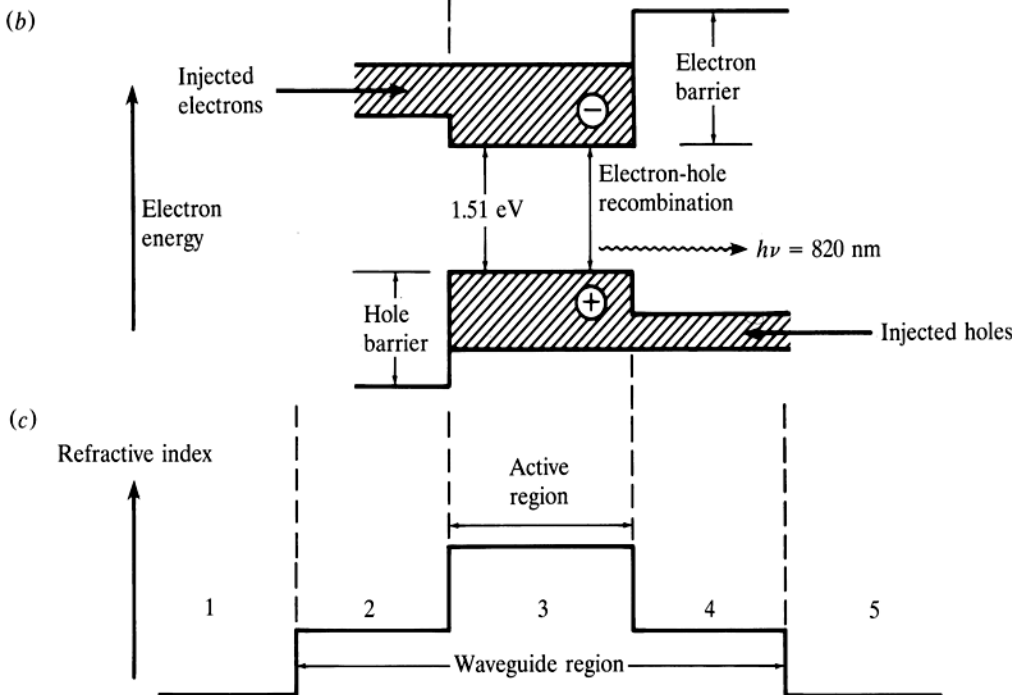 (b)
Injected
electrons
Electron
barrier
Electron
energy
1.51 eV
Electron-hole
recombination
hν = 820 nm
Hole
barrier
Injected holes
(c)
Refractive index
Active
region
1
2
3
4
5
Waveguide region